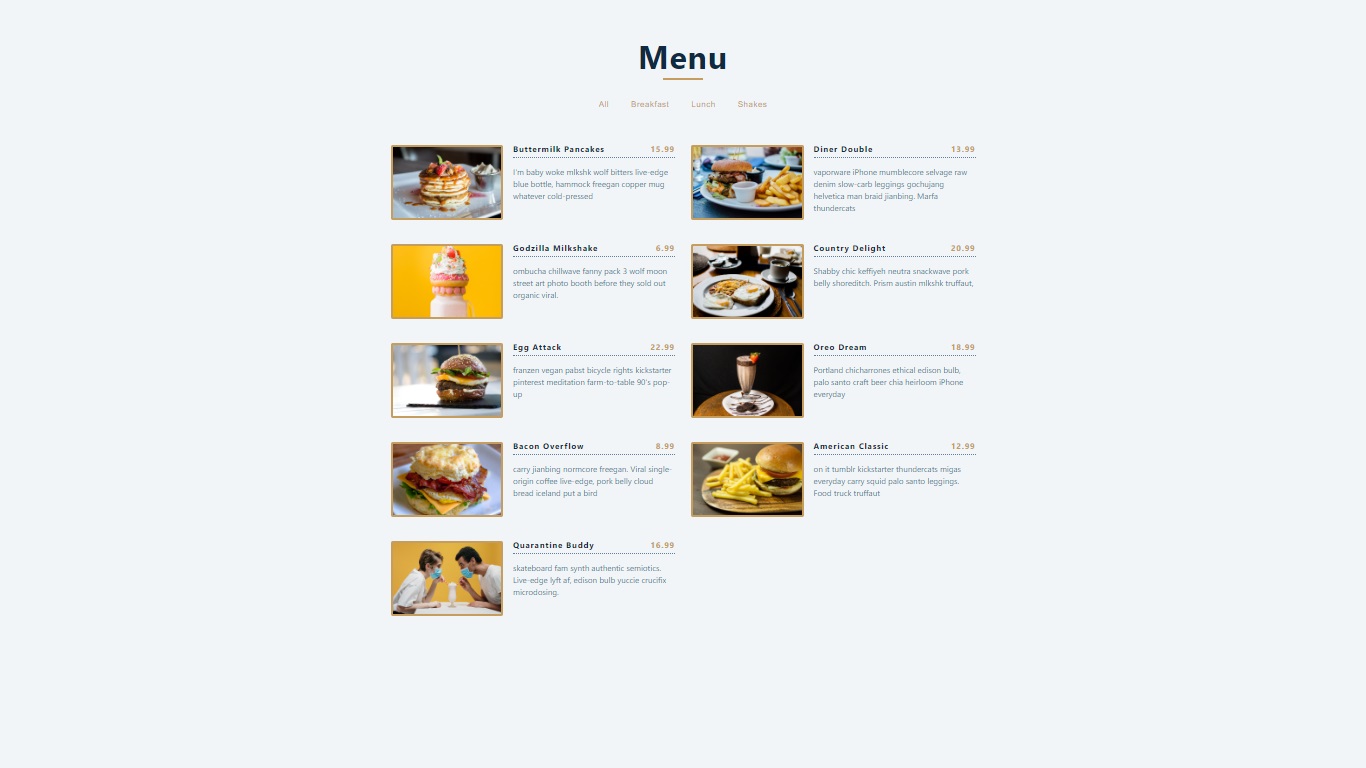 Menu
All Breakfast Lunch Shakes
Buttermilk Pancakes 15.99
I'm baby woke mlkshk wolf bitters live-edge
blue bottle, hammock freegan copper mug
whatever cold-pressed
Diner Double 13.99
vaporware iPhone mumblecore selvage raw
denim slow-carb leggings gochujang
helvetica man braid jianbing. Marfa
thundercats
Godzilla Milkshake 6.99
ombucha chillwave fanny pack 3 wolf moon
street art photo booth before they sold out
organic viral.
Country Delight 20.99
Shabby chic keffiyeh neutra snackwave pork
belly shoreditch. Prism austin mlkshk truffaut,
Egg Attack 22.99
franzen vegan pabst bicycle rights kickstarter
pinterest meditation farm-to-table 90's pop-
up
Oreo Dream 18.99
Portland chicharrones ethical edison bulb,
palo santo craft beer chia heirloom iPhone
everyday
Bacon Overflow 8.99
carry jianbing normcore freegan. Viral single-
origin coffee live-edge, pork belly cloud
bread iceland put a bird
American Classic 12.99
on it tumblr kickstarter thundercats migas
everyday carry squid palo santo leggings.
Food truck truffaut
Quarantine Buddy 16.99
skateboard fam synth authentic semiotics.
Live-edge lyft af, edison bulb yuccie crucifix
microdosing.